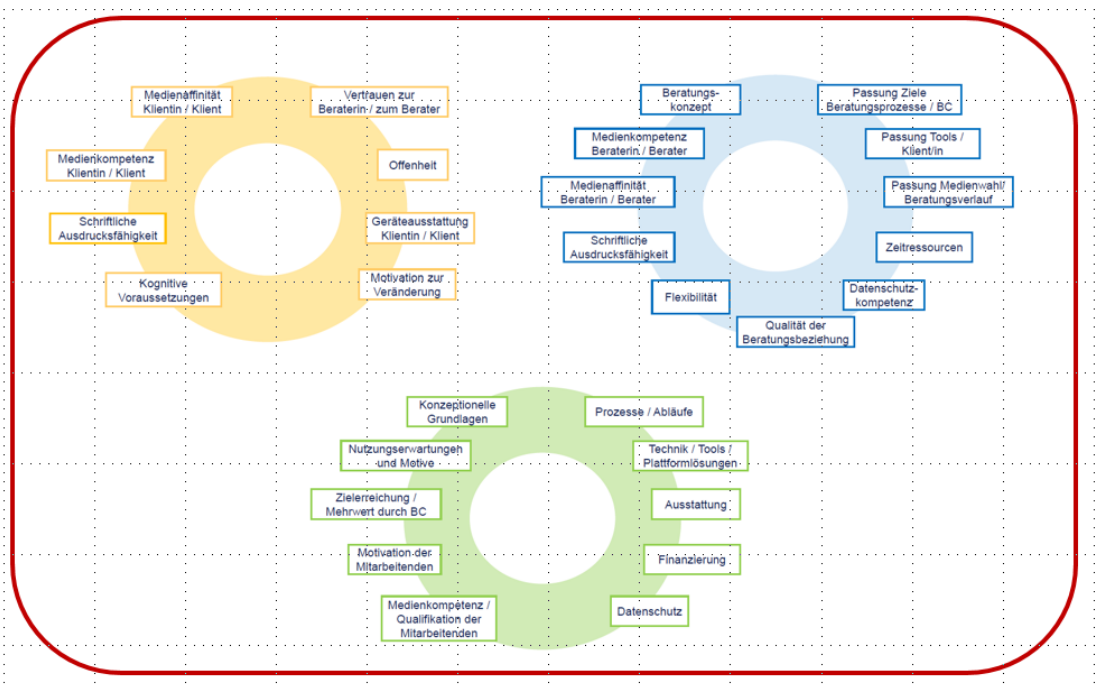 Medienaffinität
Klientin / Klient
Vertrauen zur
Beraterin / zum Berater
Medienkompetenz
Klientin / Klient
Offenheit
Schriftliche
Ausdrucksfähigkeit
Geräteausstattung
Klientin / Klient
Kognitive
Voraussetzungen
Motivation zur
Veränderung
Beratungs-
konzept
Passung Ziele
Beratungsprozesse / BC
Medienkompetenz
Beraterin / Berater
Passung Tools /
Klient/in
Medienaffinität
Beraterin / Berater
Passung Medienwahl/
Beratungsverlauf
Schriftliche
Ausdrucksfähigkeit
Zeitressourcen
Flexibilität
Datenschutz-
kompetenz
Qualität der
Beratungsbeziehung
Konzeptionelle
Grundlagen
Prozesse / Abläufe
Nutzungserwartungen
und Motive
Technik / Tools /
Plattformlösungen
Zielerreichung /
Mehrwert durch BC
Ausstattung
Motivation der
Mitarbeitenden
Finanzierung
Medienkompetenz /
Qualifikation der
Mitarbeitenden
Datenschutz